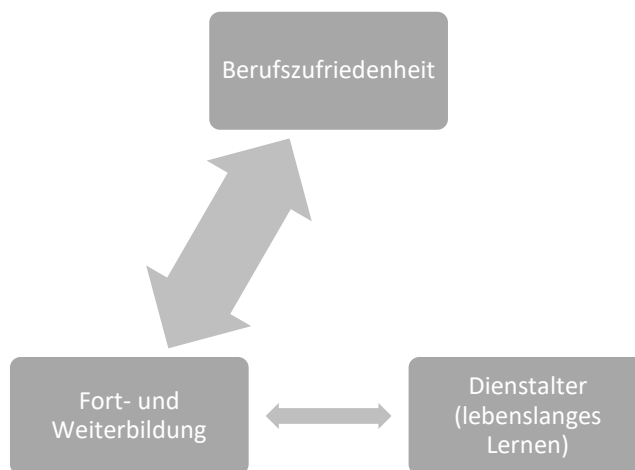 Berufszufriedenheit
Fort- und
Weiterbildung
Dienstalter
(lebenslanges
Lernen)